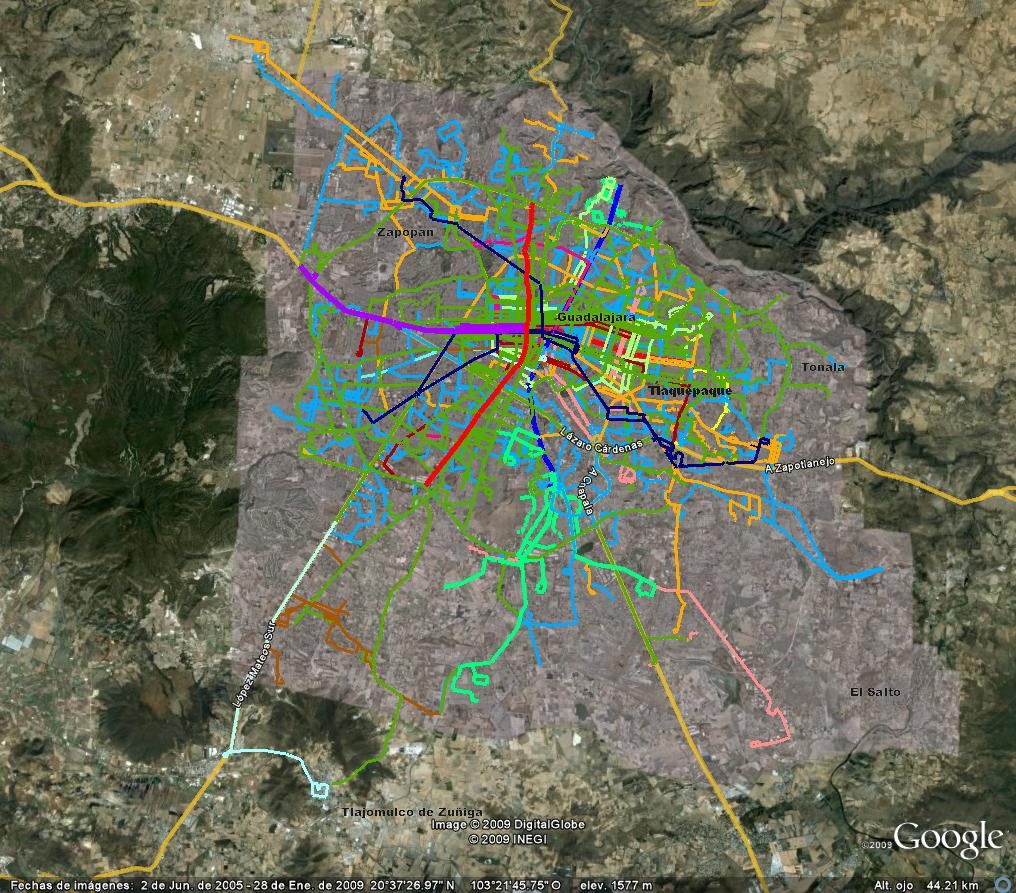 Zapopan
Guadalajara
Tonala
Tlaquepaque
Lázaro Cárdenas
A Zapotlanejo
A Chapala
López Mateos Sur
El Salto
Tlajomulco de Zuñiga
Image © 2009 DigitalGlobe
© 2009 INEGI
©2009 Google
Fechas de imágenes: 2 de Jun. de 2005 - 28 de Ene. de 2009 20°37'26.97" N 103°21'45.75" O elev. 1577 m Alt. ojo 44.21 km